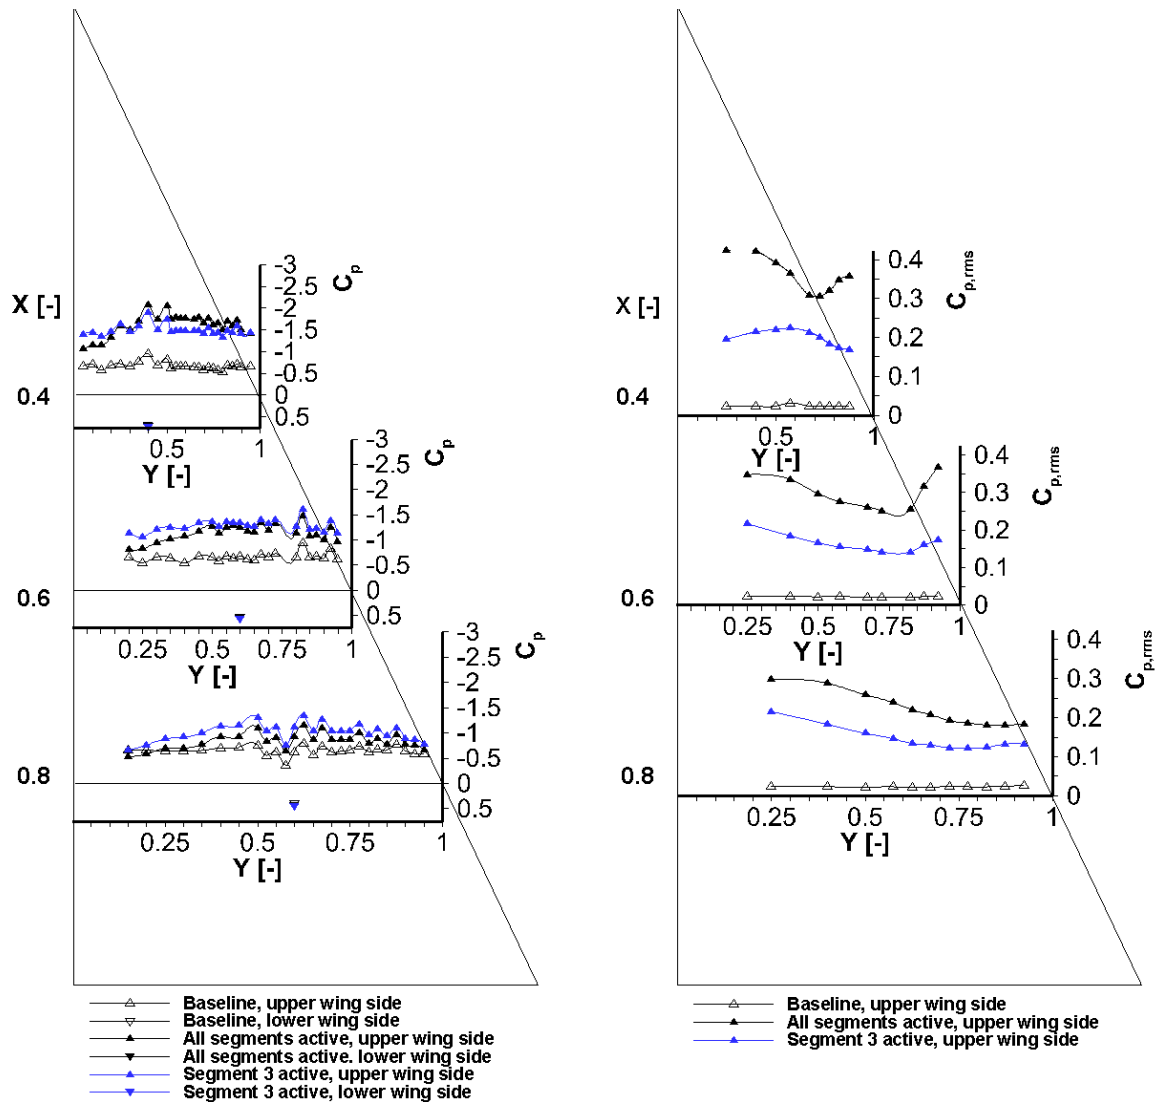 -3
-2.5
-2
-1.5
-1
-0.5
0
0.5
Cp
X [-]
0.4
0.5
1
Y [-]
-3
-2.5
-2
-1.5
-1
-0.5
0
0.5
Cp
0.6
0.25
0.5
0.75
1
Y [-]
-3
-2.5
-2
-1.5
-1
-0.5
0
0.5
Cp
0.8
0.25
0.5
0.75
1
Y [-]
Baseline, upper wing side
Baseline, lower wing side
All segments active, upper wing side
All segments active. lower wing side
Segment 3 active, upper wing side
Segment 3 active, lower wing side
0.4
0.3
0.2
0.1
0
Cp,rms
X [-]
0.4
0.5
1
Y [-]
0.4
0.3
0.2
0.1
0
Cp,rms
0.6
0.25
0.5
0.75
1
Y [-]
0.4
0.3
0.2
0.1
0
Cp,rms
0.8
0.25
0.5
0.75
1
Y [-]
Baseline, upper wing side
All segments active, upper wing side
Segment 3 active, upper wing side